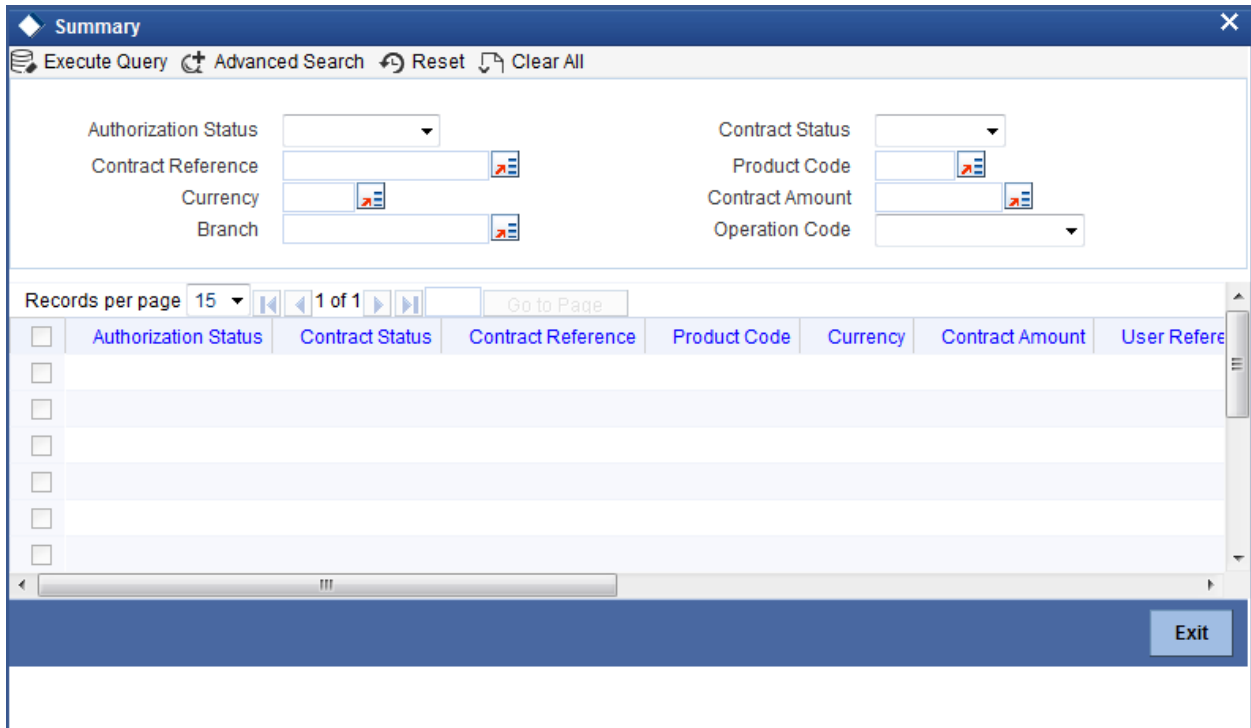 Summary
Execute Query Advanced Search Reset Clear All
Authorization Status Contract Status
Contract Reference Product Code
Currency Contract Amount
Branch Operation Code
Records per page 15 1 of 1 Go to Page
Authorization Status Contract Status Contract Reference Product Code Currency Contract Amount User Refere
Exit